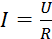 I = U/R